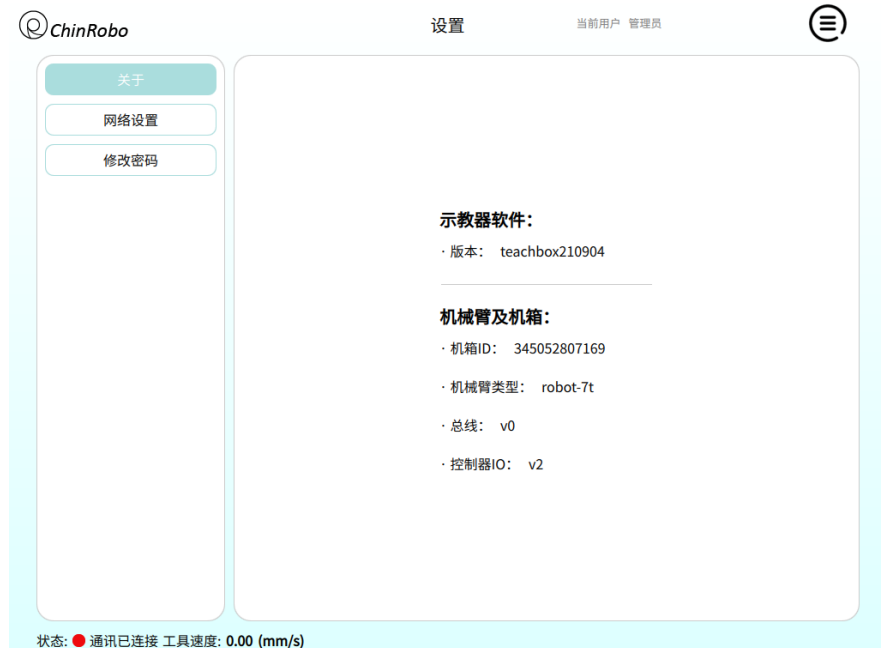 ChinRobo
设置
当前用户 管理员
关于
网络设置
修改密码
示教器软件：
· 版本： teachbox210904
机械臂及机箱：
· 机箱ID： 345052807169
· 机械臂类型： robot-7t
· 总线： v0
· 控制器IO： v2
状态: 通讯已连接 工具速度: 0.00 (mm/s)